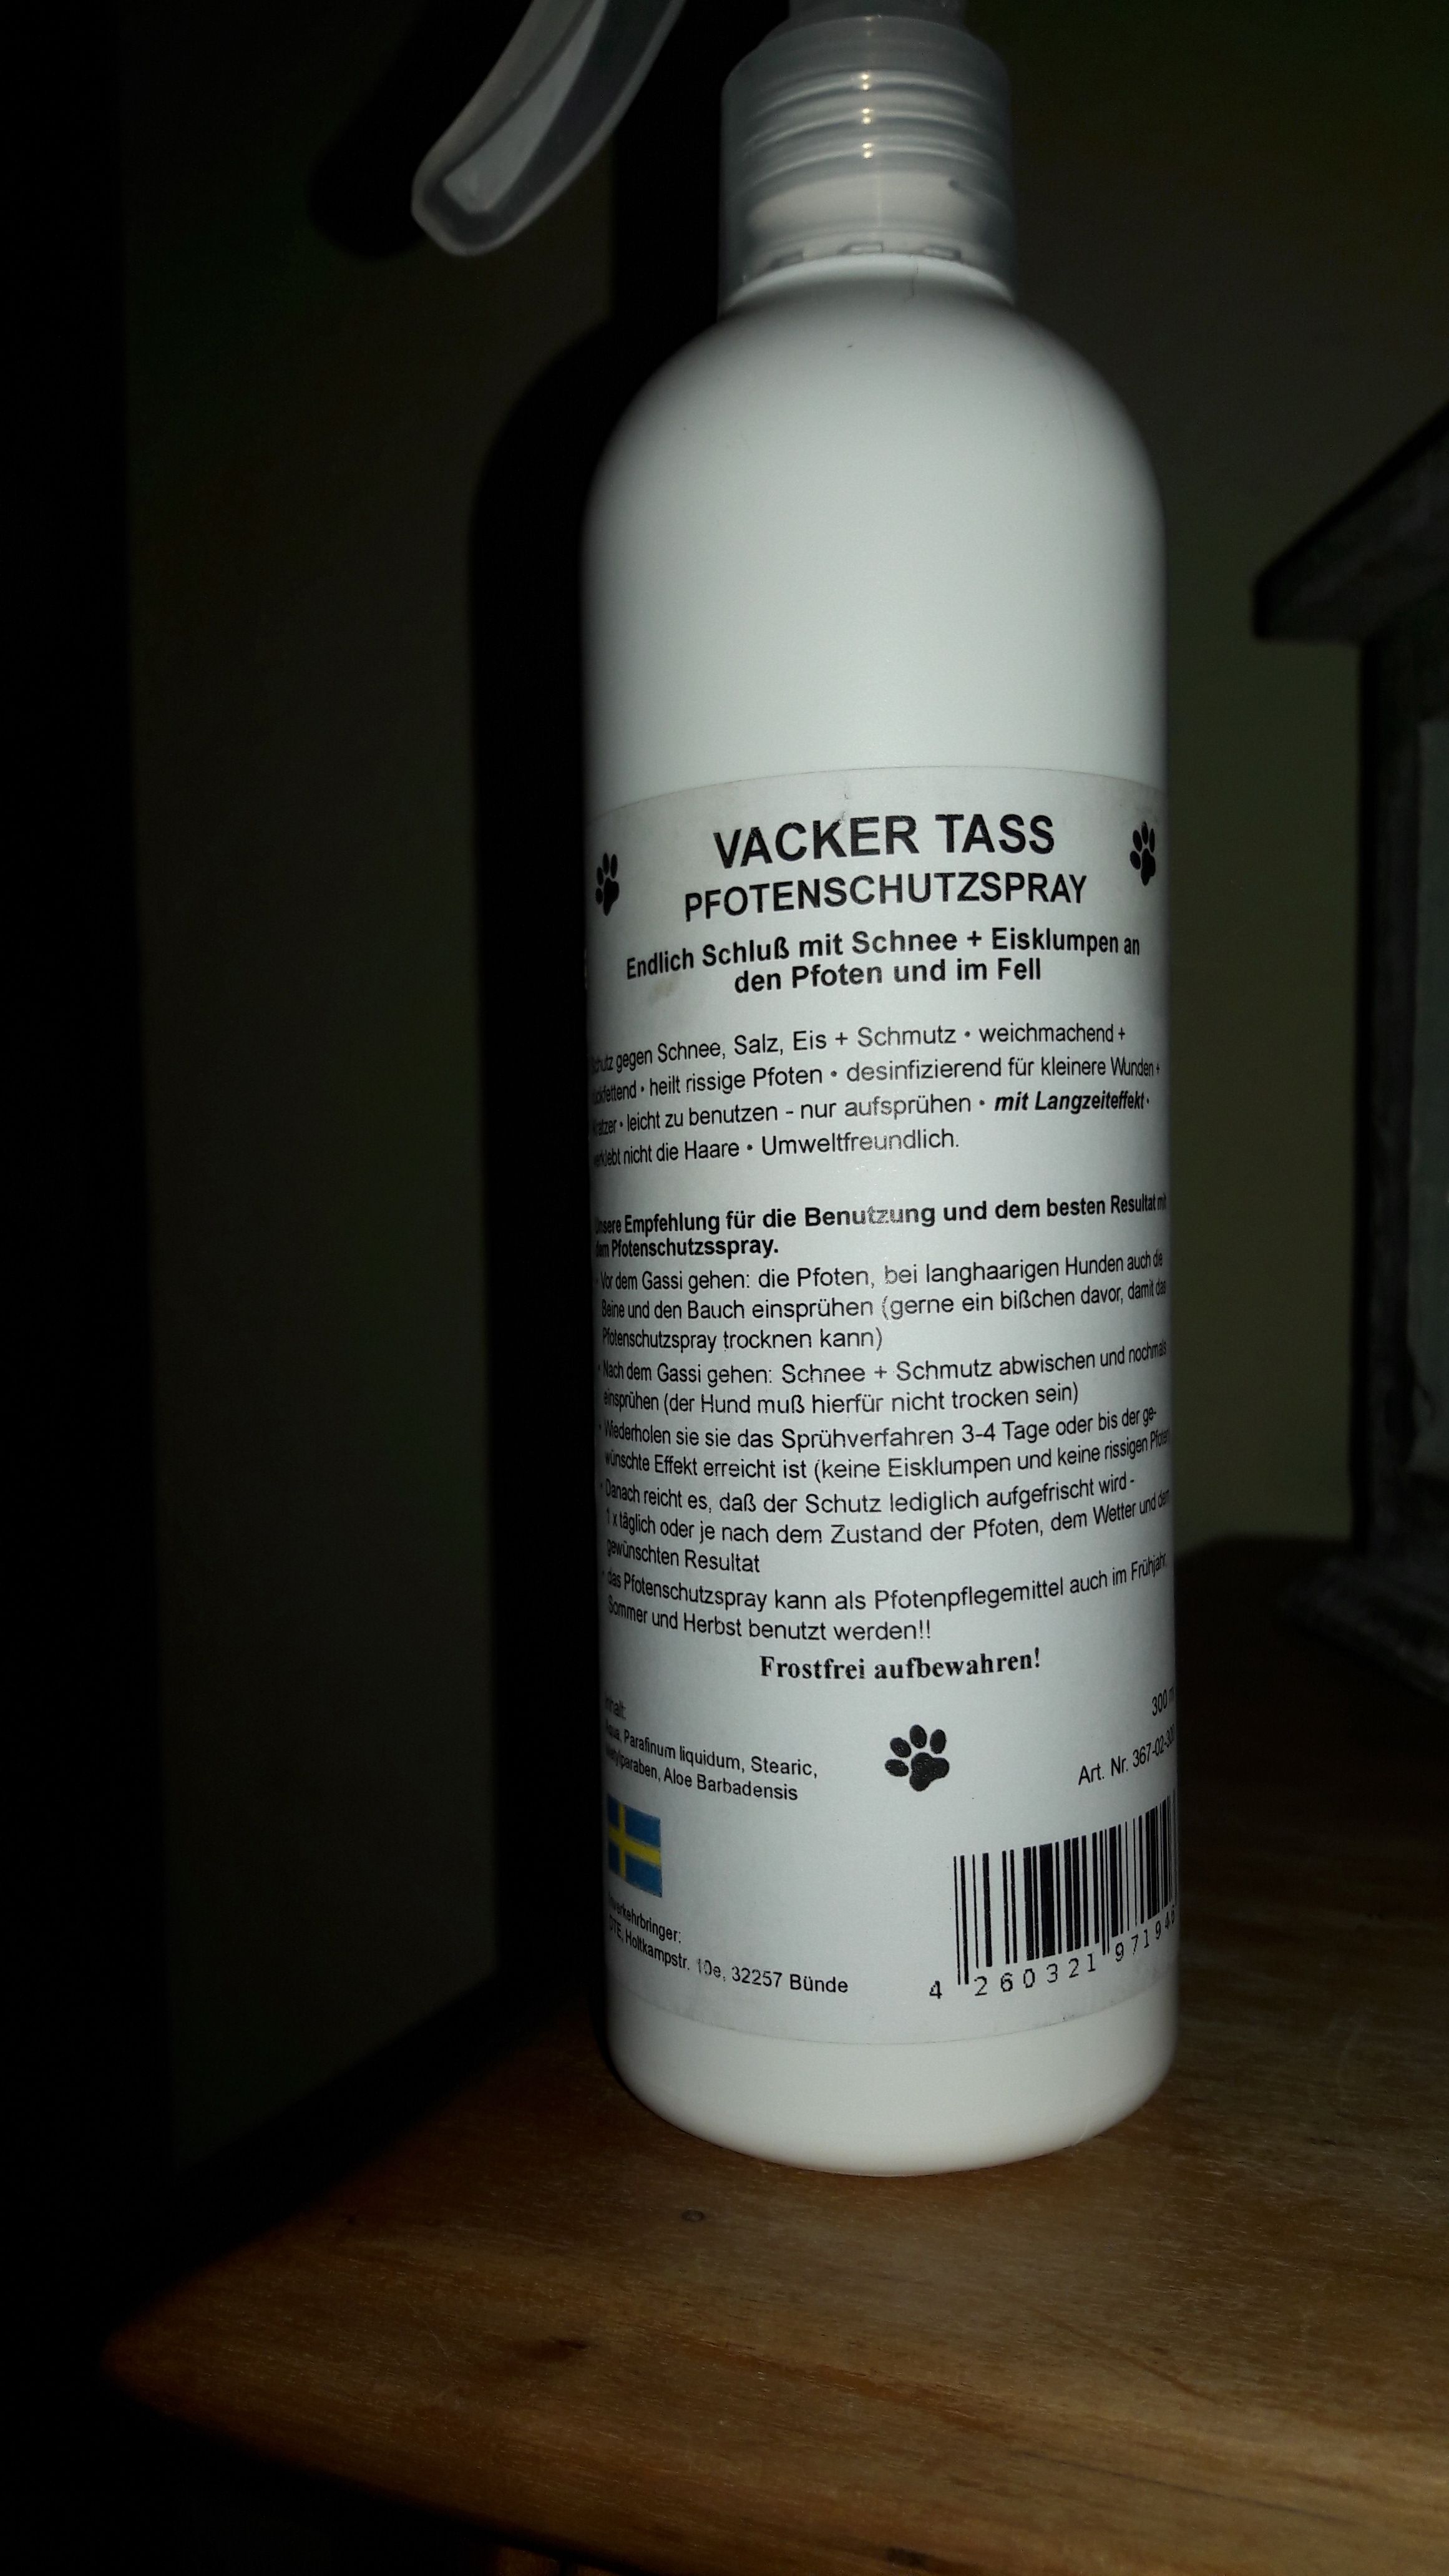 VACKER TASS
PFOTENSCHUTZSPRAY
Endlich Schluß mit Schnee + Eisklumpen an
den Pfoten und im Fell
Schutz gegen Schnee, Salz, Eis + Schmutz • weichmachend +
rückfettend • heilt rissige Pfoten • desinfizierend für kleinere Wunden +
Kratzer • leicht zu benutzen - nur aufsprühen • mit Langzeiteffekt •
verklebt nicht die Haare • Umweltfreundlich.
Unsere Empfehlung für die Benutzung und dem besten Resultat mit
dem Pfotenschutzsspray.
• Vor dem Gassi gehen: die Pfoten, bei langhaarigen Hunden auch die
Beine und den Bauch einsprühen (gerne ein bißchen davor, damit das
Pfotenschutzspray trocknen kann)
• Nach dem Gassi gehen: Schnee + Schmutz abwischen und nochmals
einsprühen (der Hund muß hierfür nicht trocken sein)
• Wiederholen sie sie das Sprühverfahren 3-4 Tage oder bis der ge-
wünschte Effekt erreicht ist (keine Eisklumpen und keine rissigen Pfoten
• Danach reicht es, daß der Schutz lediglich aufgefrischt wird -
1 x täglich oder je nach dem Zustand der Pfoten, dem Wetter und dem
gewünschten Resultat
• das Pfotenschutzspray kann als Pfotenpflegemittel auch im Frühjahr,
Sommer und Herbst benutzt werden!!
Frostfrei aufbewahren!
300
Inhalt:
Aqua, Parafinum liquidum, Stearic,
Aloe Barbadensis
Art. Nr. 367-02-300
Inverkehrbringer:
Holtkampstr. 10e, 32257 Bünde
4 260321 97194